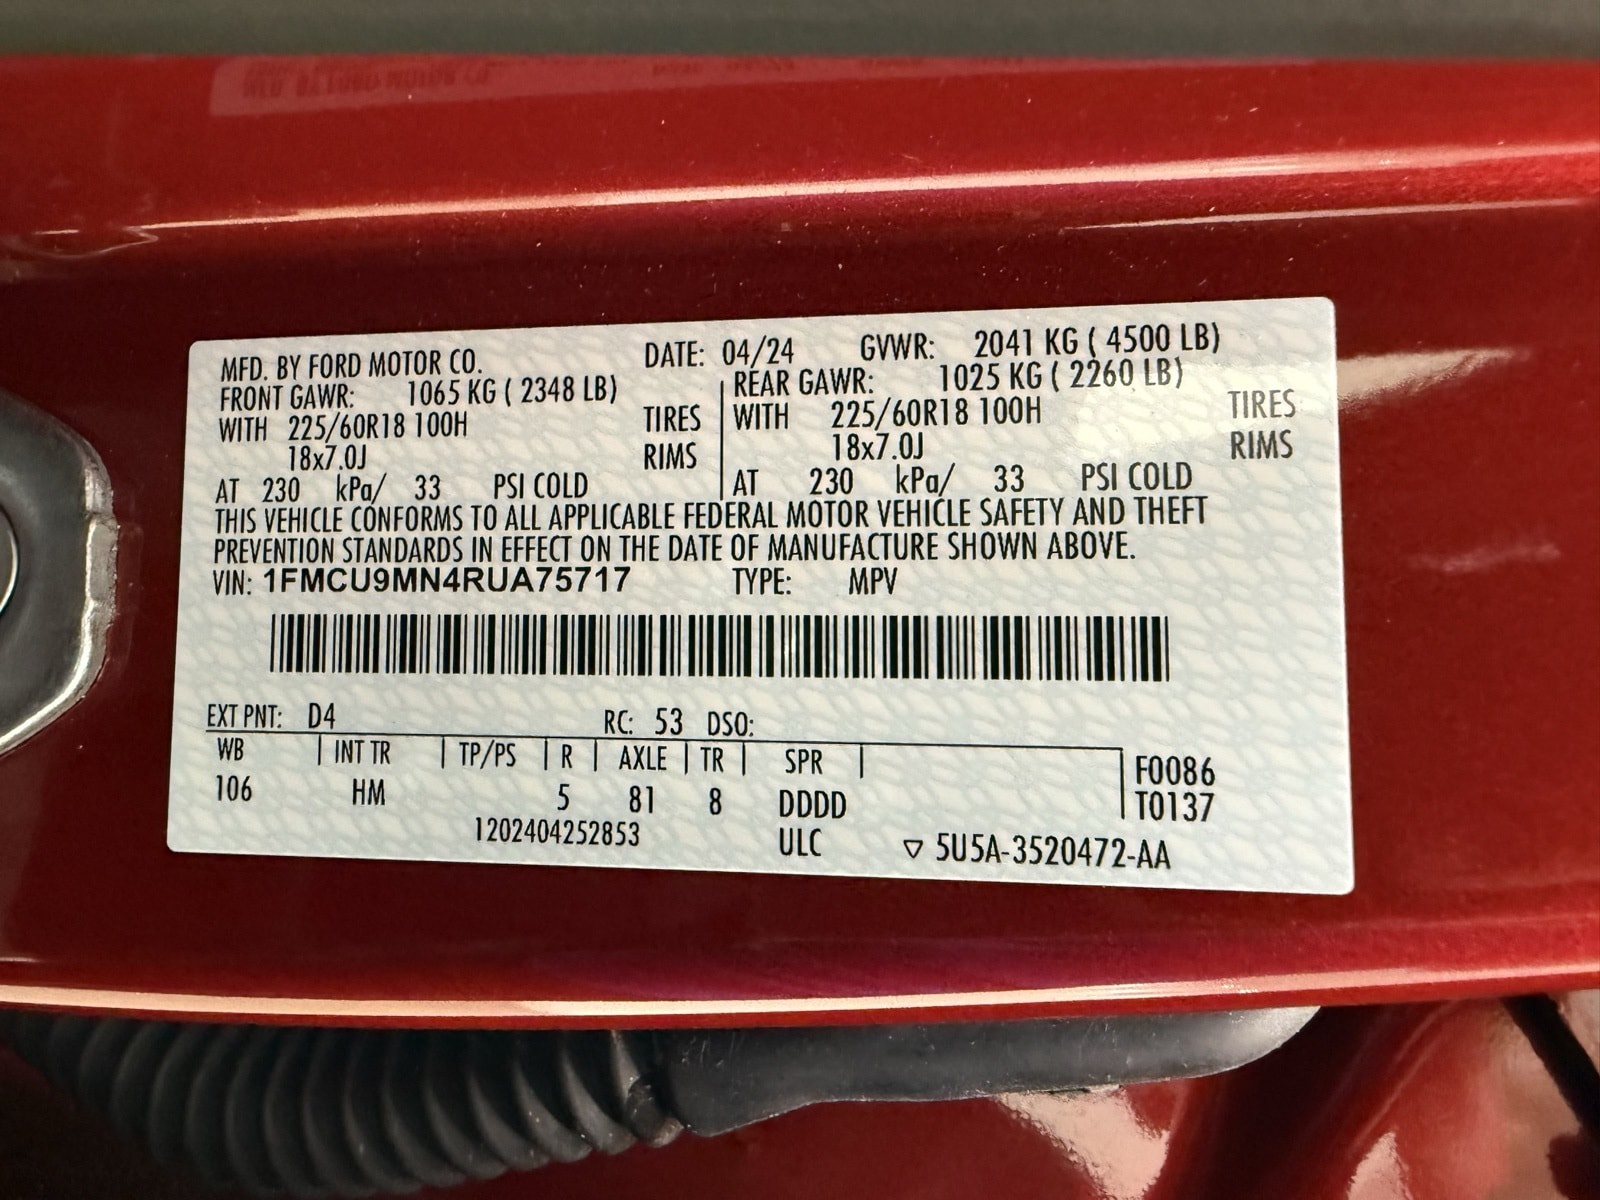 MFD. BY FORD MOTOR CO. DATE: 04/24 GVWR: 2041 KG ( 4500 LB)
FRONT GAWR: 1065 KG ( 2348 LB) REAR GAWR: 1025 KG ( 2260 LB)
WITH 225/60R18 100H TIRES WITH 225/60R18 100H TIRES
18x7.0J RIMS 18x7.0J RIMS
AT 230 kPa/ 33 PSI COLD AT 230 kPa/ 33 PSI COLD
THIS VEHICLE CONFORMS TO ALL APPLICABLE FEDERAL MOTOR VEHICLE SAFETY AND THEFT
PREVENTION STANDARDS IN EFFECT ON THE DATE OF MANUFACTURE SHOWN ABOVE.
VIN: 1FMCU9MN4RUA75717 TYPE: MPV
EXT PNT: D4 RC: 53 DSO:
WB INT TR TP/PS R AXLE TR SPR F0086
106 HM 5 81 8 DDDD T0137
1202404252853 ULC ▽ 5U5A-3520472-AA